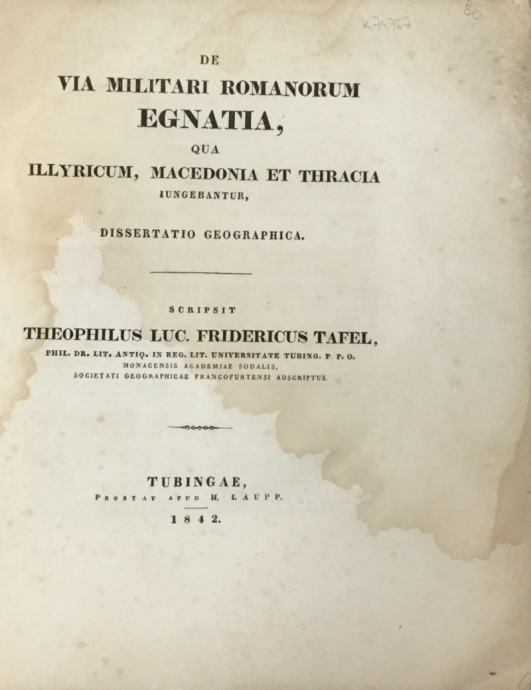 K74757
80
DE
VIA MILITARI ROMANORUM
EGNATIA,
QUA
ILLYRICUM, MACEDONIA ET THRACIA
IUNGEBANTUR,
DISSERTATIO GEOGRAPHICA.
SCRIPSIT
THEOPHILUS LUC. FRIDERICUS TAFEL,
PHIL. DR. LIT. ANTIQ. IN REG. LIT. UNIVERSITATE TUBING. P. P. O.
MONACENSIS ACADEMIAE SODALIS,
SOCIETATI GEOGRAPHICAE FRANCOFURTENSI ADSCRIPTUS.
TUBINGAE,
PROSTAT APUD H. LAUPP.
1842.